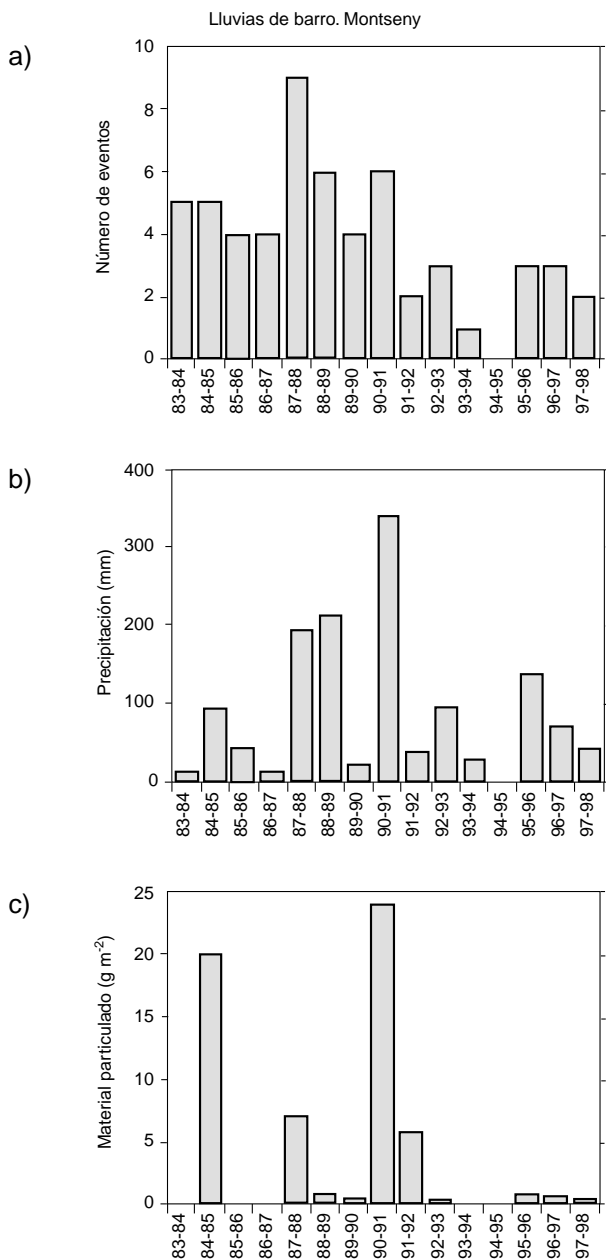 Lluvias de barro. Montseny
a)
Número de eventos
10
8
6
4
2
0
83-84 84-85 85-86 86-87 87-88 88-89 89-90 90-91 91-92 92-93 93-94 94-95 95-96 96-97 97-98
b)
Precipitación (mm)
400
300
200
100
0
83-84 84-85 85-86 86-87 87-88 88-89 89-90 90-91 91-92 92-93 93-94 94-95 95-96 96-97 97-98
c)
Material particulado (g m-2)
25
20
15
10
5
0
83-84 84-85 85-86 86-87 87-88 88-89 89-90 90-91 91-92 92-93 93-94 94-95 95-96 96-97 97-98